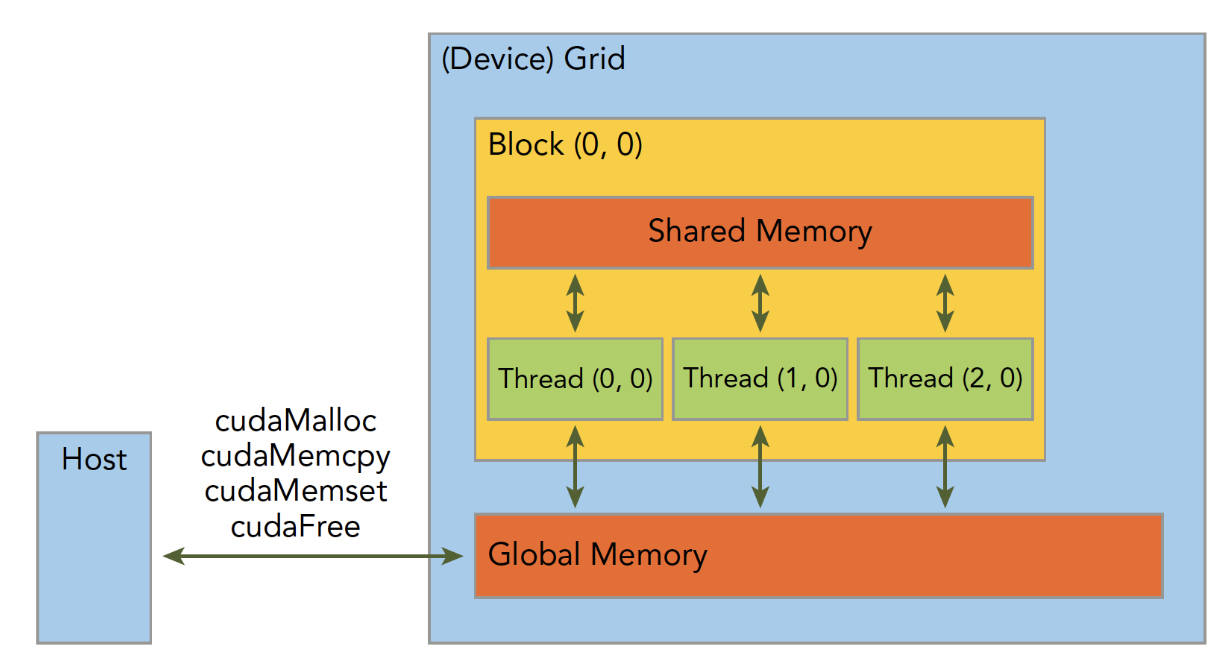 (Device) Grid
Block (0, 0)
Shared Memory
Thread (0, 0)
Thread (1, 0)
Thread (2, 0)
cudaMalloc
cudaMemcpy
cudaMemset
cudaFree
Host
Global Memory